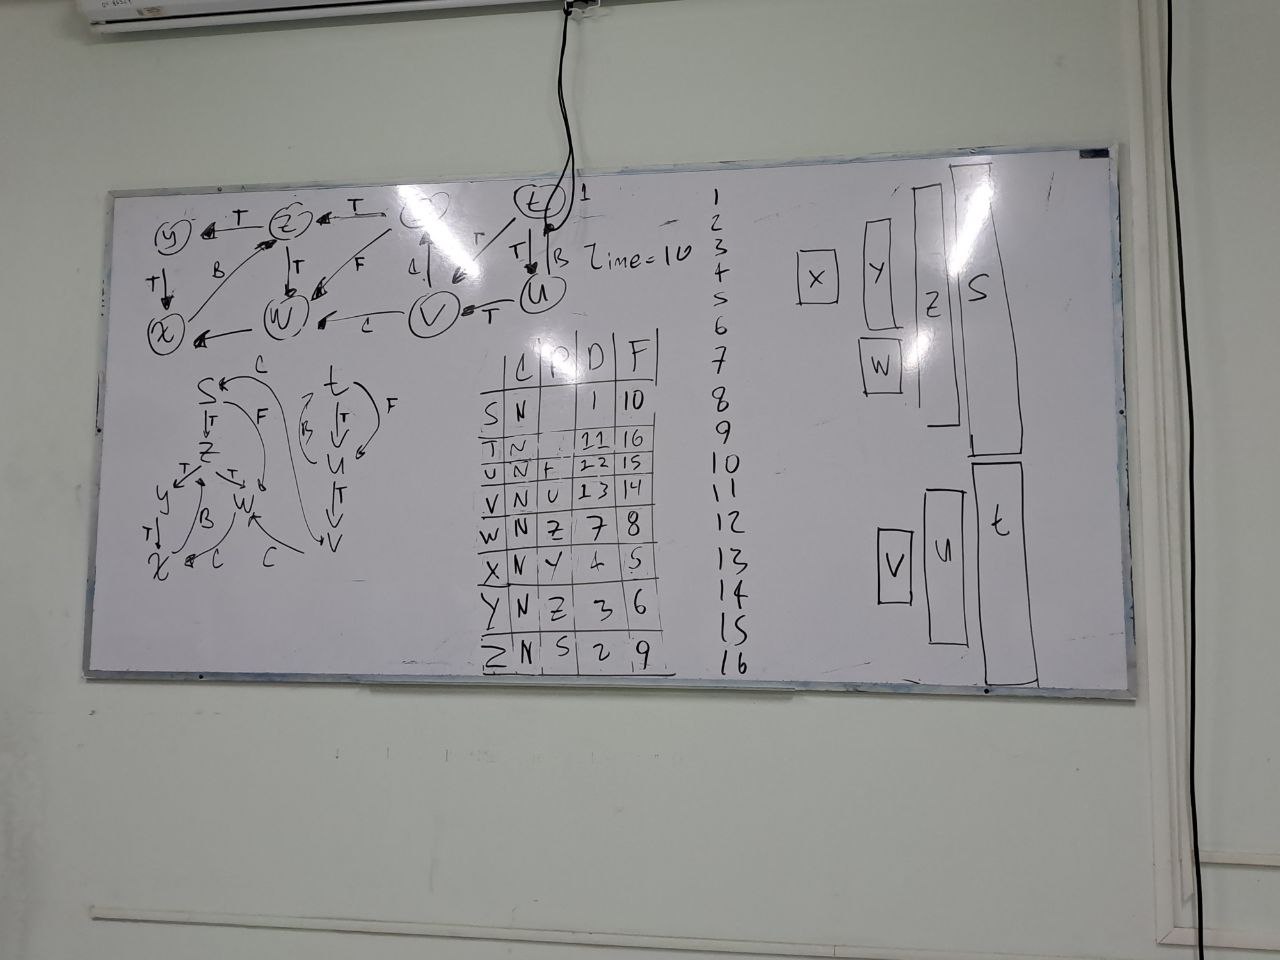 y T z T t 1
T B T F T T B Time = 10
x w C v T u
C P D F
S N 1 10
T N 11 16
U N t 12 15
V N U 13 14
W N Z 7 8
X N Y 4 5
Y N Z 3 6
Z N S 2 9
C
S t
T F B T F
Z u
T T T
y w
T B v
x C C
1
2
3
4
5
6
7
8
9
10
11
12
13
14
15
16
X Y Z S
W
V u t